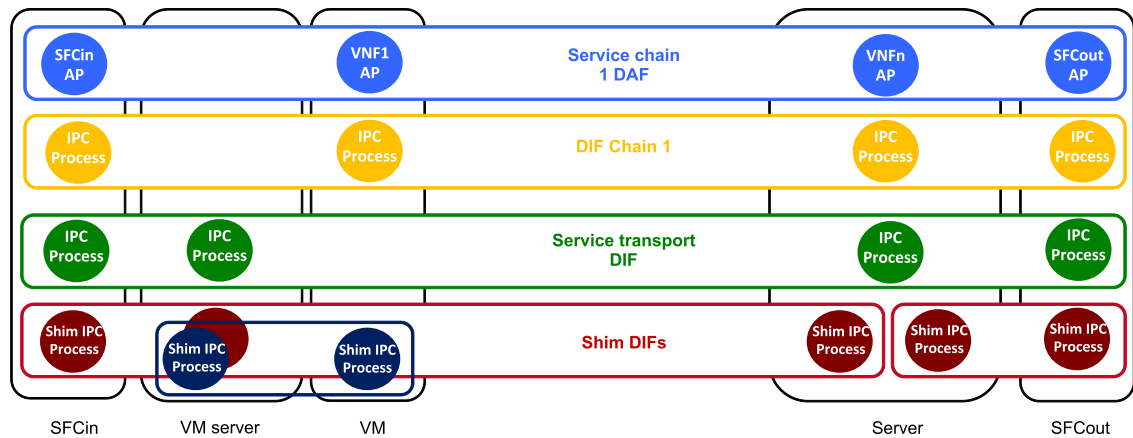 SFCin
AP
VNF1
AP
Service chain
1 DAF
VNFn
AP
SFCout
AP
IPC
Process
IPC
Process
DIF Chain 1
IPC
Process
IPC
Process
IPC
Process
IPC
Process
Service transport
DIF
IPC
Process
IPC
Process
Shim IPC
Process
Shim IPC
Process
Shim IPC
Process
Shim DIFs
Shim IPC
Process
Shim IPC
Process
Shim IPC
Process
SFCin
VM server
VM
Server
SFCout